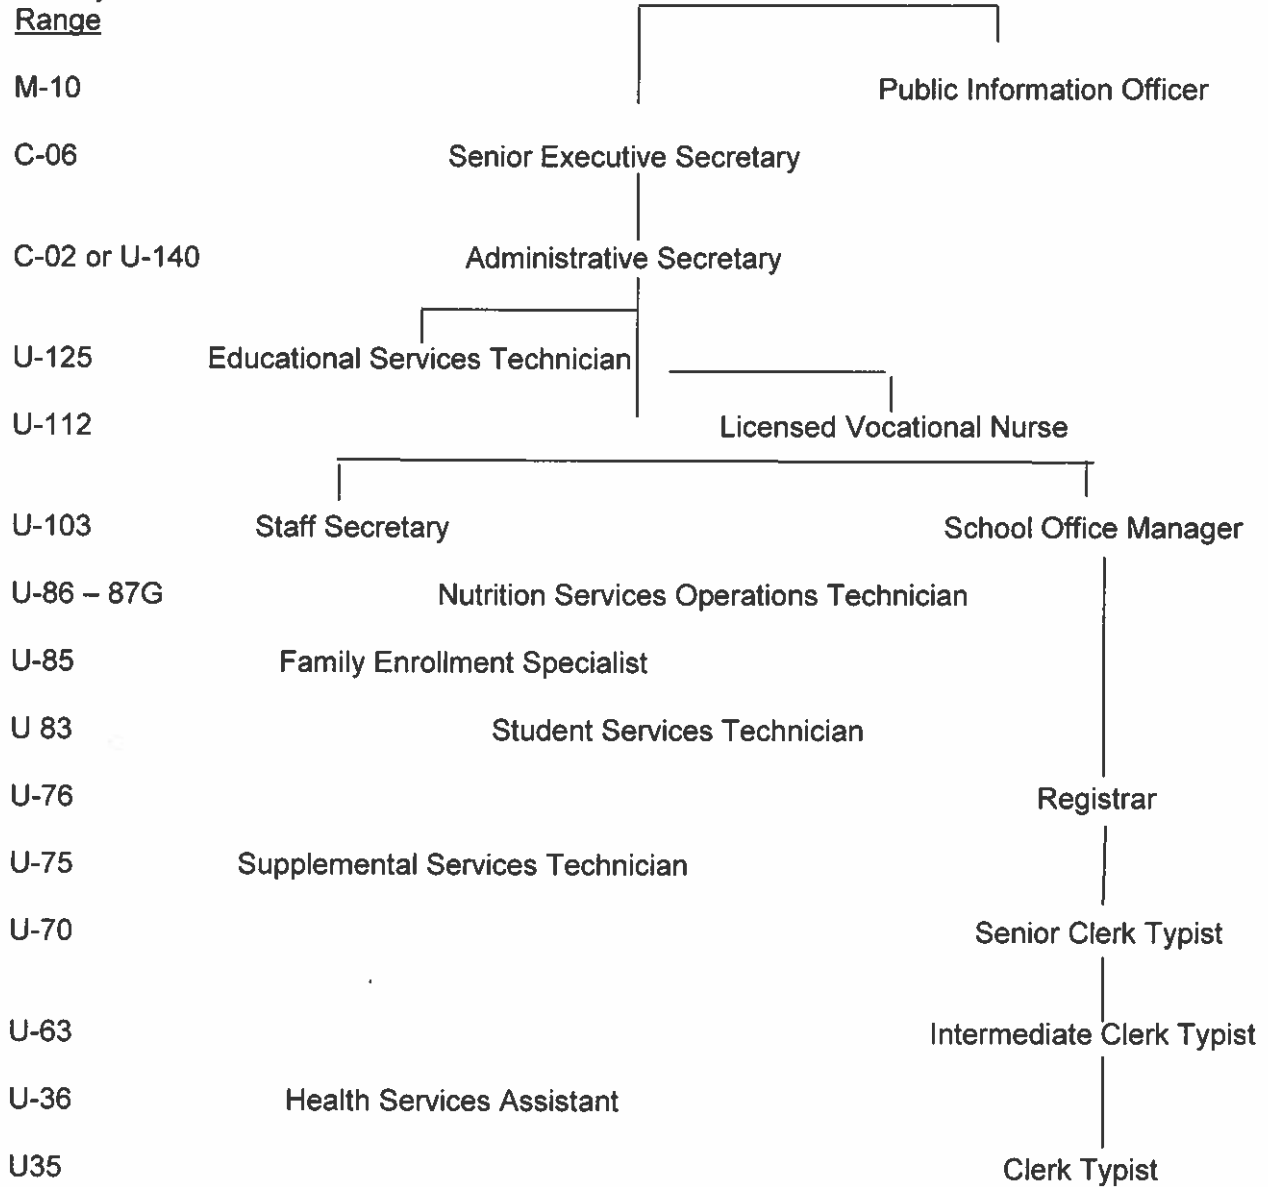 Range
M-10 Public Information Officer
C-06 Senior Executive Secretary
C-02 or U-140 Administrative Secretary
U-125 Educational Services Technician
U-112 Licensed Vocational Nurse
U-103 Staff Secretary School Office Manager
U-86 – 87G Nutrition Services Operations Technician
U-85 Family Enrollment Specialist
U 83 Student Services Technician
U-76 Registrar
U-75 Supplemental Services Technician
U-70 Senior Clerk Typist
U-63 Intermediate Clerk Typist
U-36 Health Services Assistant
U35 Clerk Typist